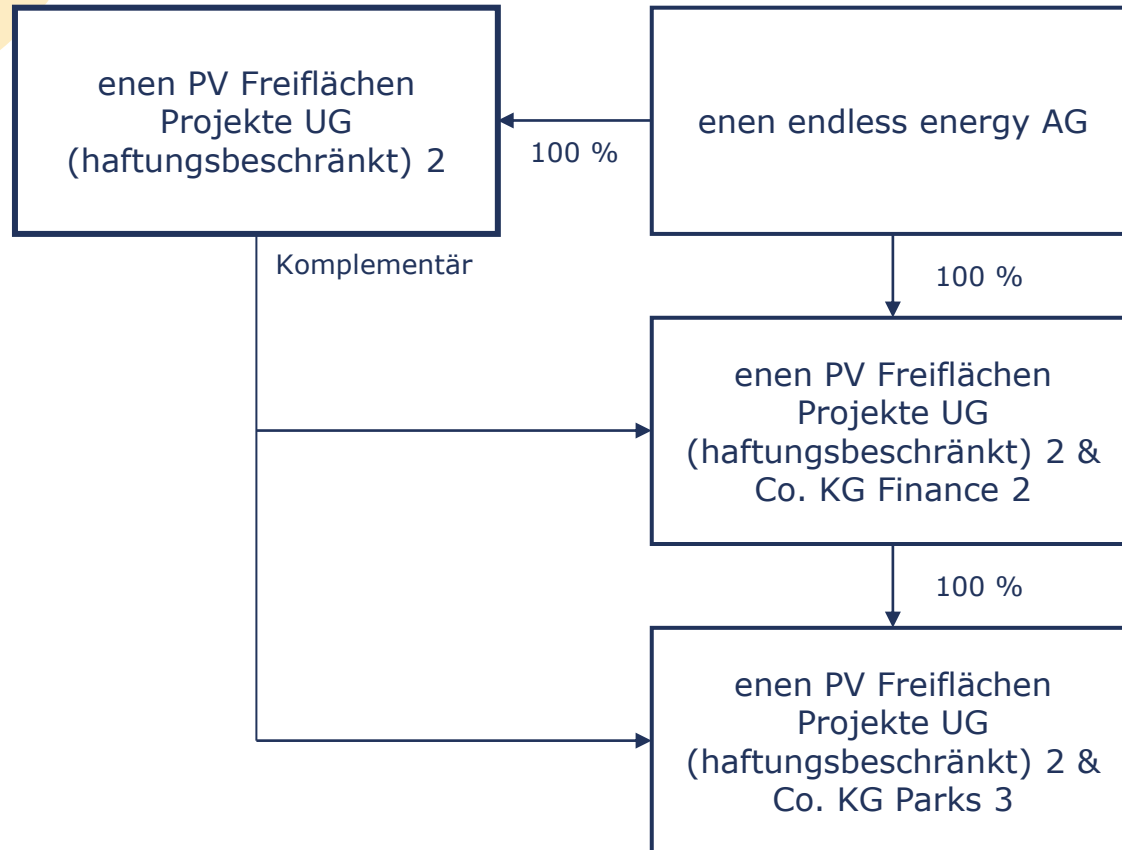 enen PV Freiflächen
Projekte UG
(haftungsbeschränkt) 2
100 %
enen endless energy AG
Komplementär
100 %
enen PV Freiflächen
Projekte UG
(haftungsbeschränkt) 2 &
Co. KG Finance 2
100 %
enen PV Freiflächen
Projekte UG
(haftungsbeschränkt) 2 &
Co. KG Parks 3